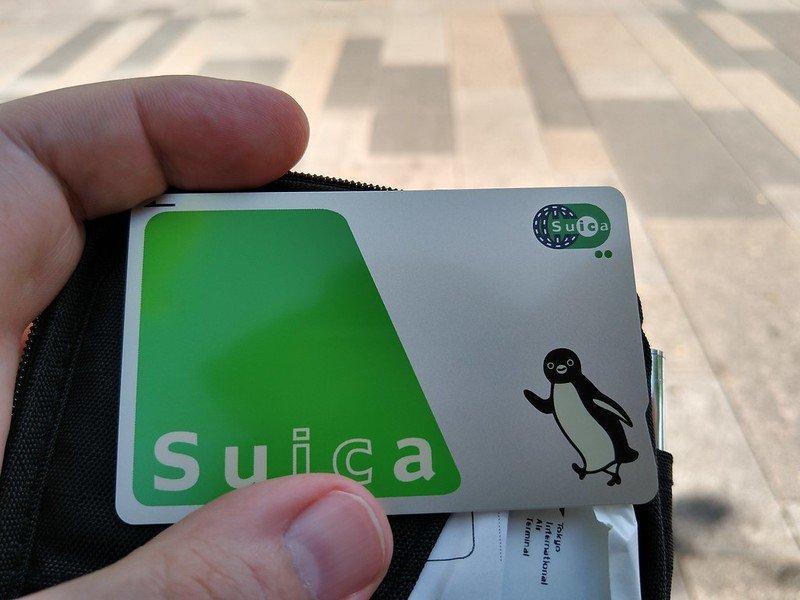 Suica
Suica
Tokyo
International
Air
Terminal